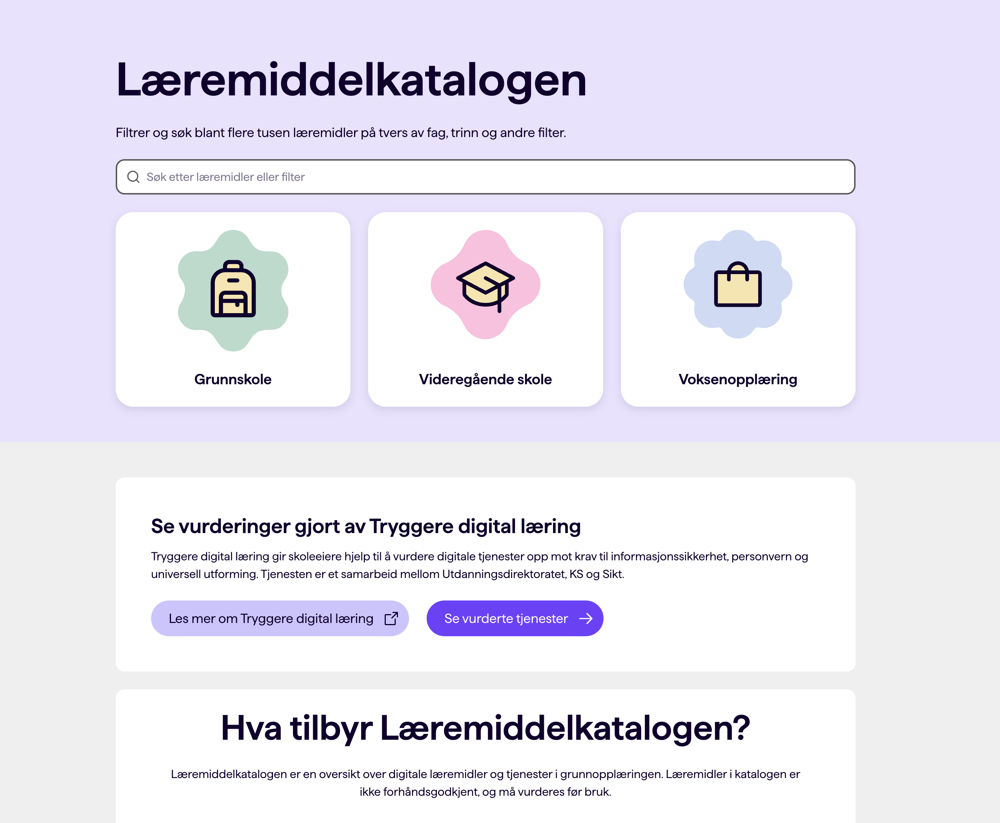 Læremiddelkatalogen
Filtrer og søk blant flere tusen læremidler på tvers av fag, trinn og andre filter.
Søk etter læremidler eller filter
Grunnskole
Videregående skole
Voksenopplæring
Se vurderinger gjort av Tryggere digital læring
Tryggere digital læring gir skoleeiere hjelp til å vurdere digitale tjenester opp mot krav til informasjonssikkerhet, personvern og
universell utforming. Tjenesten er et samarbeid mellom Utdanningsdirektoratet, KS og Sikt.
Les mer om Tryggere digital læring
Se vurderte tjenester
Hva tilbyr Læremiddelkatalogen?
Læremiddelkatalogen er en oversikt over digitale læremidler og tjenester i grunnopplæringen. Læremidler i katalogen er
ikke forhåndsgodkjent, og må vurderes før bruk.